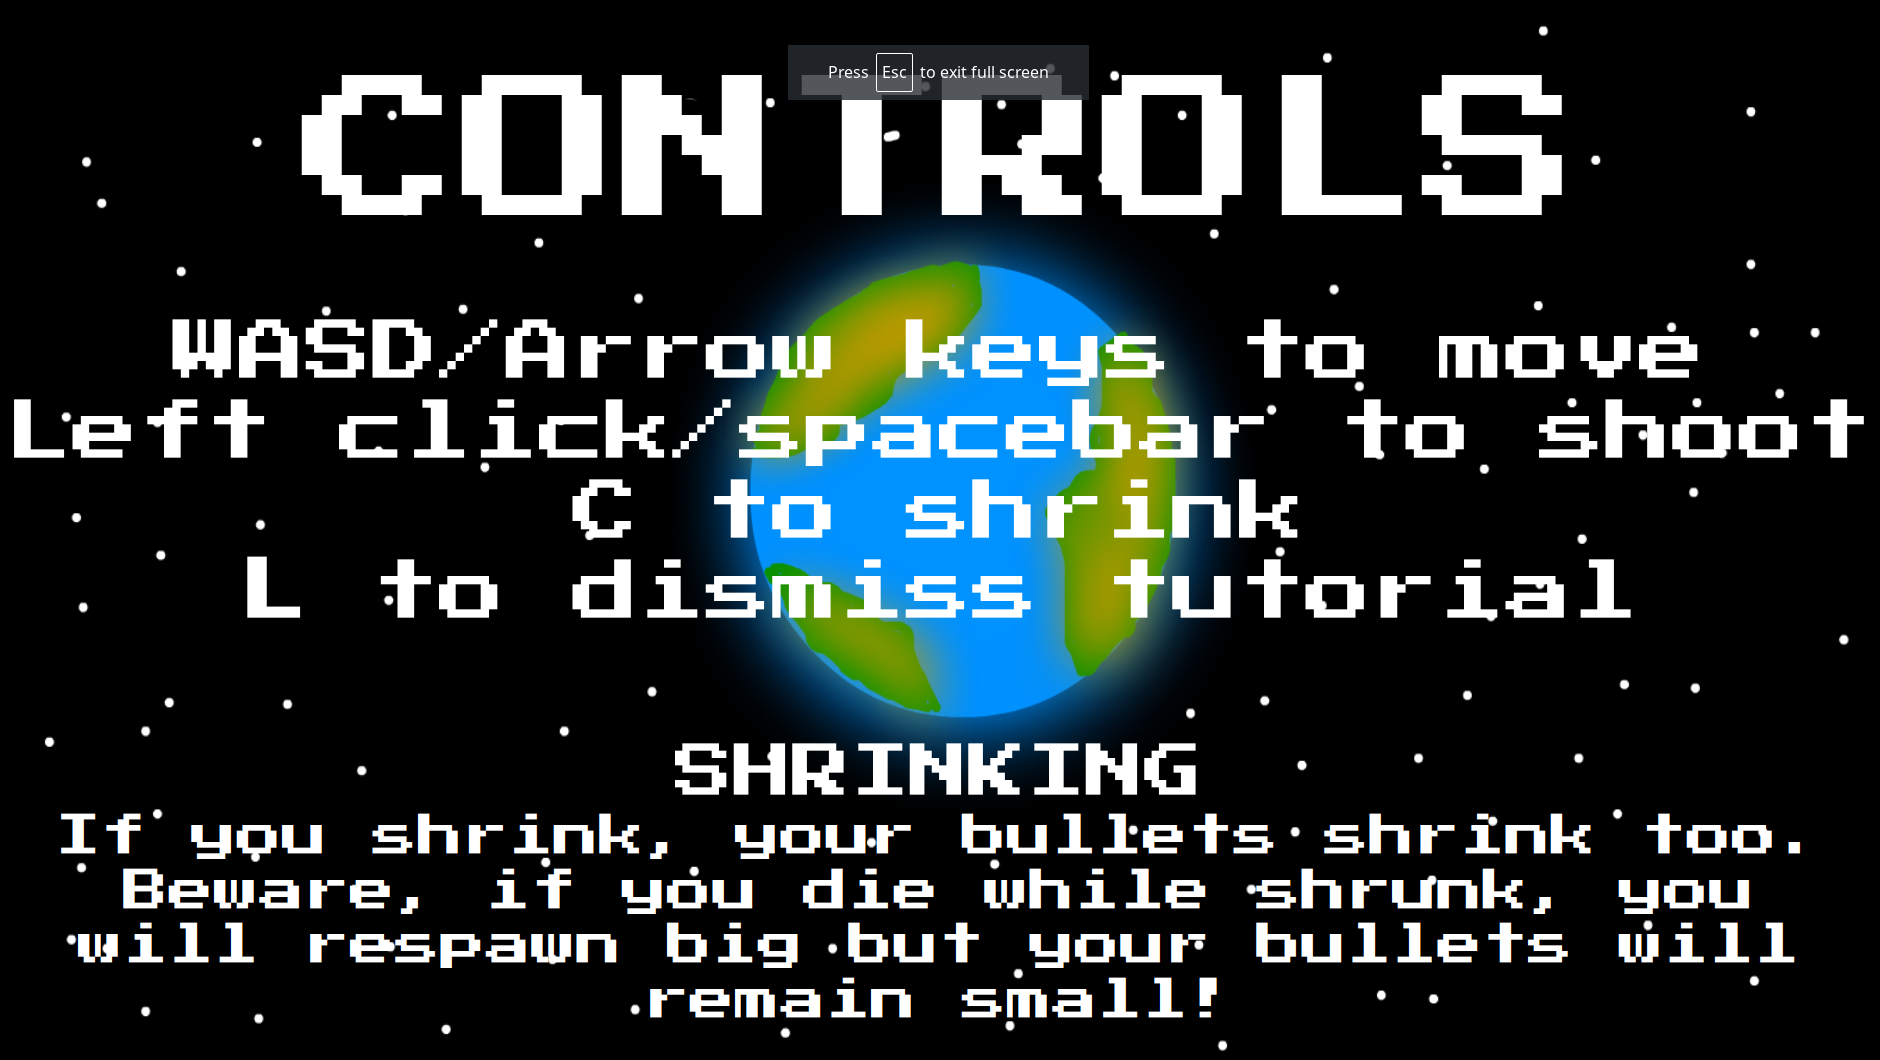 Press Esc to exit full screen
CONTROLS
WASD/Arrow keys to move
Left click/spacebar to shoot
C to shrink
L to dismiss tutorial
SHRINKING
If you shrink, your bullets shrink too.
Beware, if you die while shrunk, you
will respawn big but your bullets will
remain small!